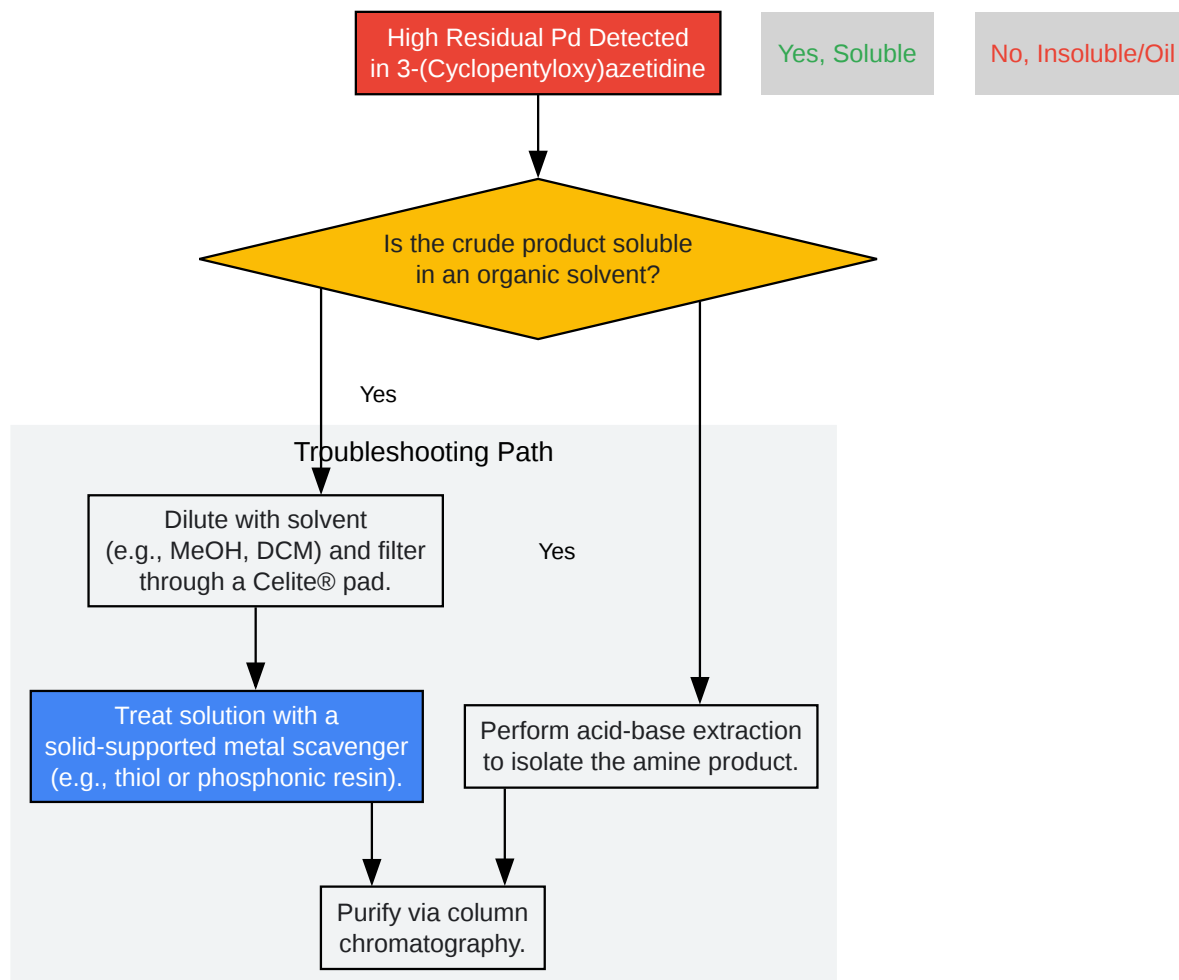 High Residual Pd Detected
in 3-(Cyclopentyloxy)azetidine
Yes, Soluble
No, Insoluble/Oil
Is the crude product soluble
in an organic solvent?
Yes
Troubleshooting Path
Dilute with solvent
(e.g., MeOH, DCM) and filter
through a Celite® pad.
Yes
Treat solution with a
solid-supported metal scavenger
(e.g., thiol or phosphonic resin).
Perform acid-base extraction
to isolate the amine product.
Purify via column
chromatography.